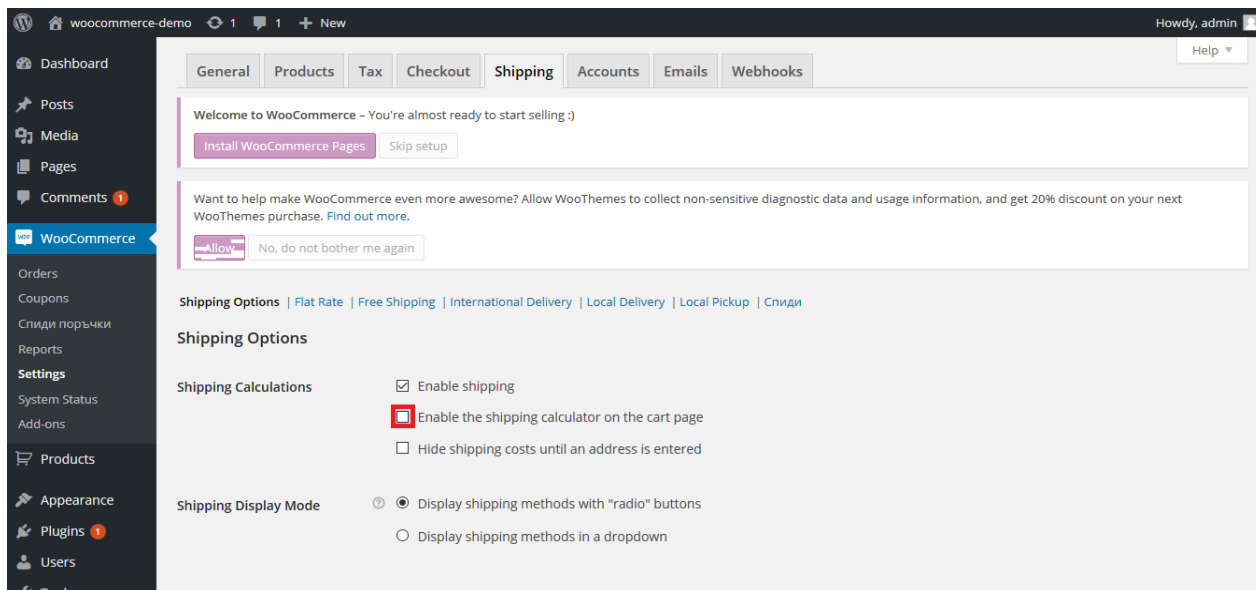 woocommerce-demo 1 1 + New Howdy, admin
Help
Dashboard
Posts
Media
Pages
Comments 1
WooCommerce
Orders
Coupons
Спиди поръчки
Reports
Settings
System Status
Add-ons
Products
Appearance
Plugins 1
Users
General Products Tax Checkout Shipping Accounts Emails Webhooks
Welcome to WooCommerce – You're almost ready to start selling :)
Install WooCommerce Pages Skip setup
Want to help make WooCommerce even more awesome? Allow WooThemes to collect non-sensitive diagnostic data and usage information, and get 20% discount on your next
WooThemes purchase. Find out more.
Allow No, do not bother me again
Shipping Options | Flat Rate | Free Shipping | International Delivery | Local Delivery | Local Pickup | Спиди
Shipping Options
Shipping Calculations Enable shipping
Enable the shipping calculator on the cart page
Hide shipping costs until an address is entered
Shipping Display Mode ? Display shipping methods with "radio" buttons
Display shipping methods in a dropdown